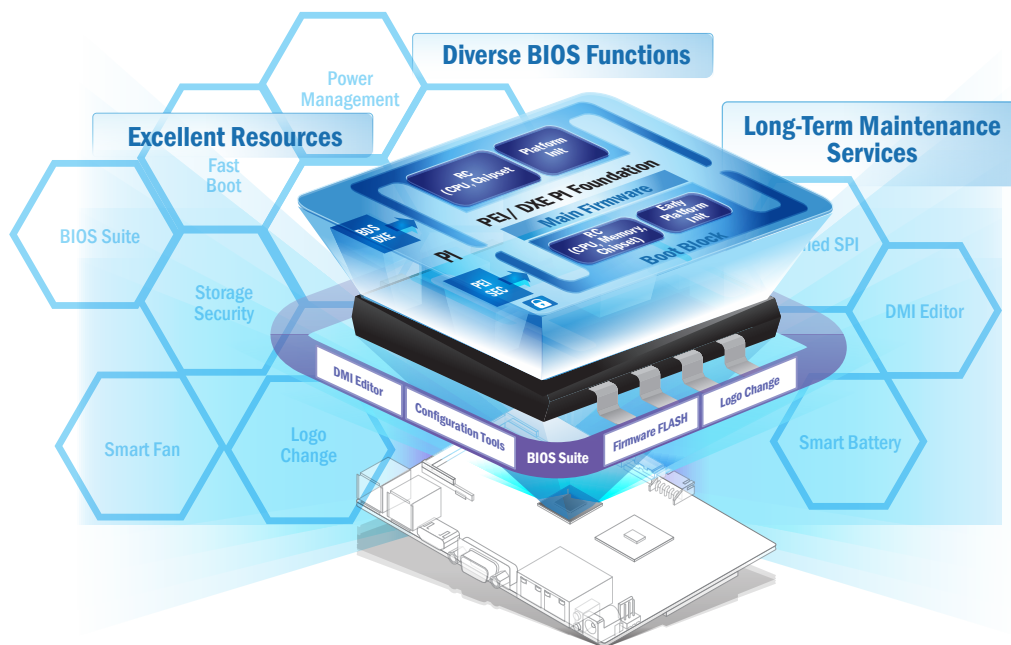 Diverse BIOS Functions
Power
Management
Excellent Resources
Long-Term Maintenance
Services
Fast
Boot
BIOS Suite
Storage
Security
Smart Fan
Logo
Change
SPI
DMI Editor
Smart Battery
RC
(CPU, Chipset
Platform
Init
PEI/ DXE PI Foundation
Main Firmware
BDS
DXE
PI
RC
(CPU, Memory,
Chipset)
Early
Platform
Init
Boot Block
PEI
SEC
DMI Editor
Configuration Tools
BIOS Suite
Firmware FLASH
Logo Change